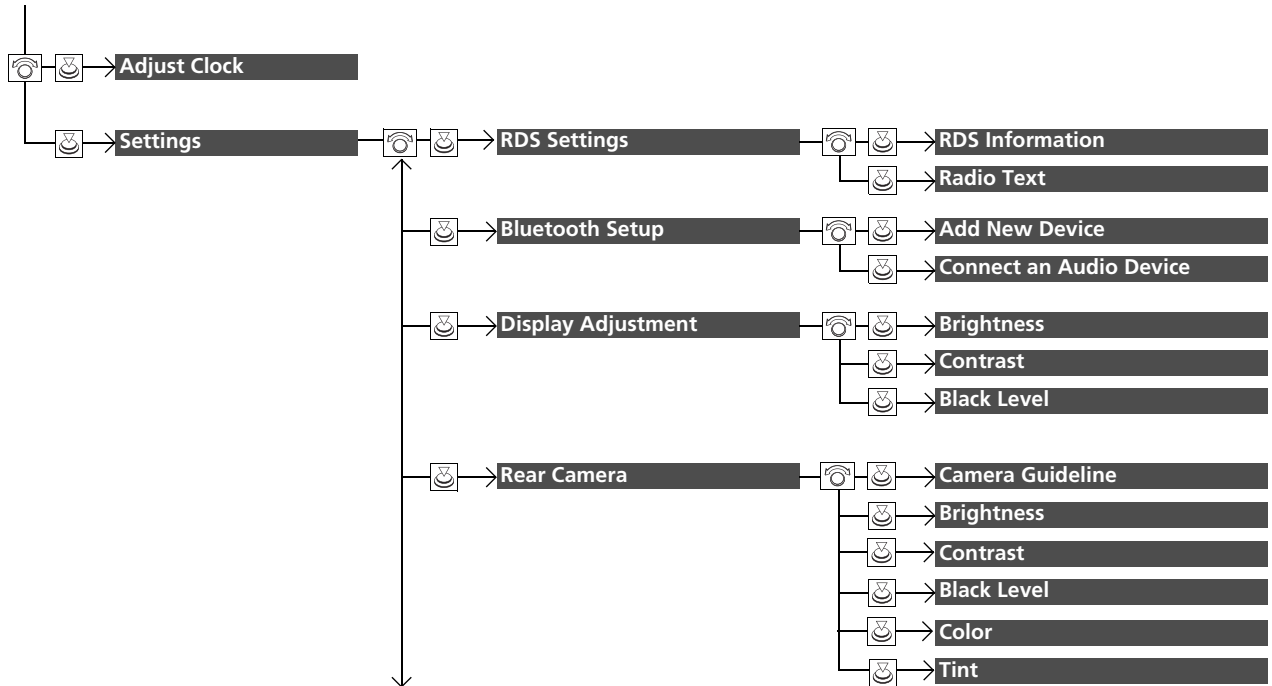 Adjust Clock
Settings
RDS Settings
RDS Information
Radio Text
Bluetooth Setup
Add New Device
Connect an Audio Device
Display Adjustment
Brightness
Contrast
Black Level
Rear Camera
Camera Guideline
Brightness
Contrast
Black Level
Color
Tint